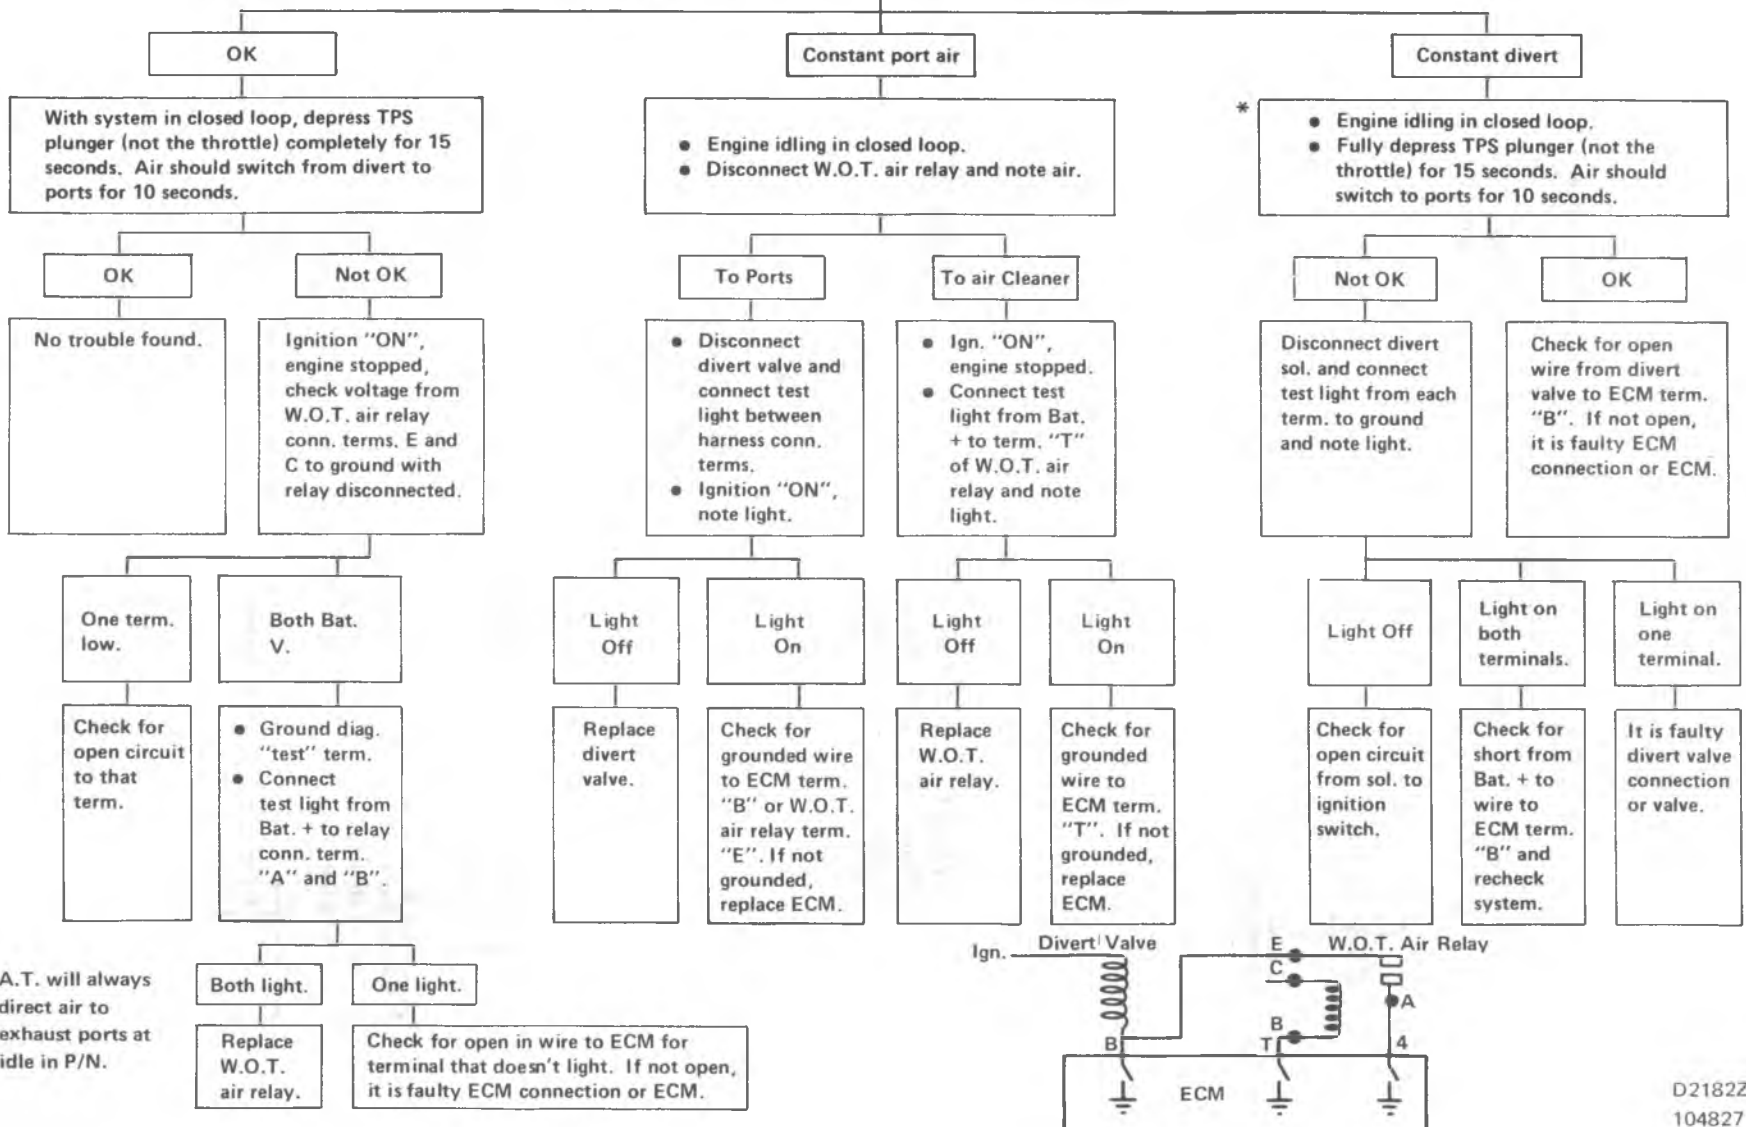 OK
Constant port air
Constant divert
With system in closed loop, depress TPS
plunger (not the throttle) completely for 15
seconds. Air should switch from divert to
ports for 10 seconds.
● Engine idling in closed loop.
● Disconnect W.O.T. air relay and note air.
*
● Engine idling in closed loop.
● Fully depress TPS plunger (not the
throttle) for 15 seconds. Air should
switch to ports for 10 seconds.
OK
Not OK
To Ports
To air Cleaner
Not OK
OK
No trouble found.
Ignition "ON",
engine stopped,
check voltage from
W.O.T. air relay
conn. terms. E and
C to ground with
relay disconnected.
● Disconnect
divert valve and
connect test
light between
harness conn.
terms.
● Ignition "ON",
note light.
● Ign. "ON",
engine stopped.
● Connect test
light from Bat.
+ to term. "T"
of W.O.T. air
relay and note
light.
Disconnect divert
sol. and connect
test light from each
term. to ground
and note light.
Check for open
wire from divert
valve to ECM term.
"B". If not open,
it is faulty ECM
connection or ECM.
One term.
low.
Both Bat.
V.
Light
Off
Light
On
Light
Off
Light
On
Light Off
Light on
both
terminals.
Light on
one
terminal.
Check for
open circuit
to that
term.
● Ground diag.
"test" term.
● Connect
test light from
Bat. + to relay
conn. term.
"A" and "B".
Replace
divert
valve.
Check for
grounded wire
to ECM term.
"B" or W.O.T.
air relay term.
"E". If not
grounded,
replace ECM.
Replace
W.O.T.
air relay.
Check for
grounded
wire to
ECM term.
"T". If not
grounded,
replace
ECM.
Check for
open circuit
from sol. to
ignition
switch.
Check for
short from
Bat. + to
wire to
ECM term.
"B" and
recheck
system.
It is faulty
divert valve
connection
or valve.
A.T. will always
direct air to
exhaust ports at
idle in P/N.
Both light.
One light.
Replace
W.O.T.
air relay.
Check for open in wire to ECM for
terminal that doesn't light. If not open,
it is faulty ECM connection or ECM.
Ign.
Divert Valve
E
W.O.T. Air Relay
C
A
B
B
T
4
ECM
D2182Z
104827